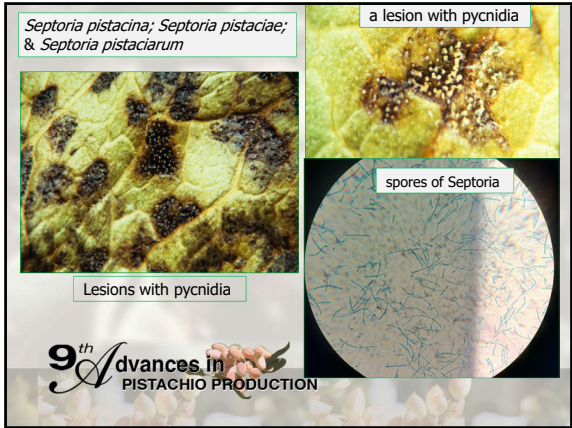 Septoria pistacina; Septoria pistaciae;
& Septoria pistaciarum
a lesion with pycnidia
spores of Septoria
Lesions with pycnidia
9th Advances in
PISTACHIO PRODUCTION